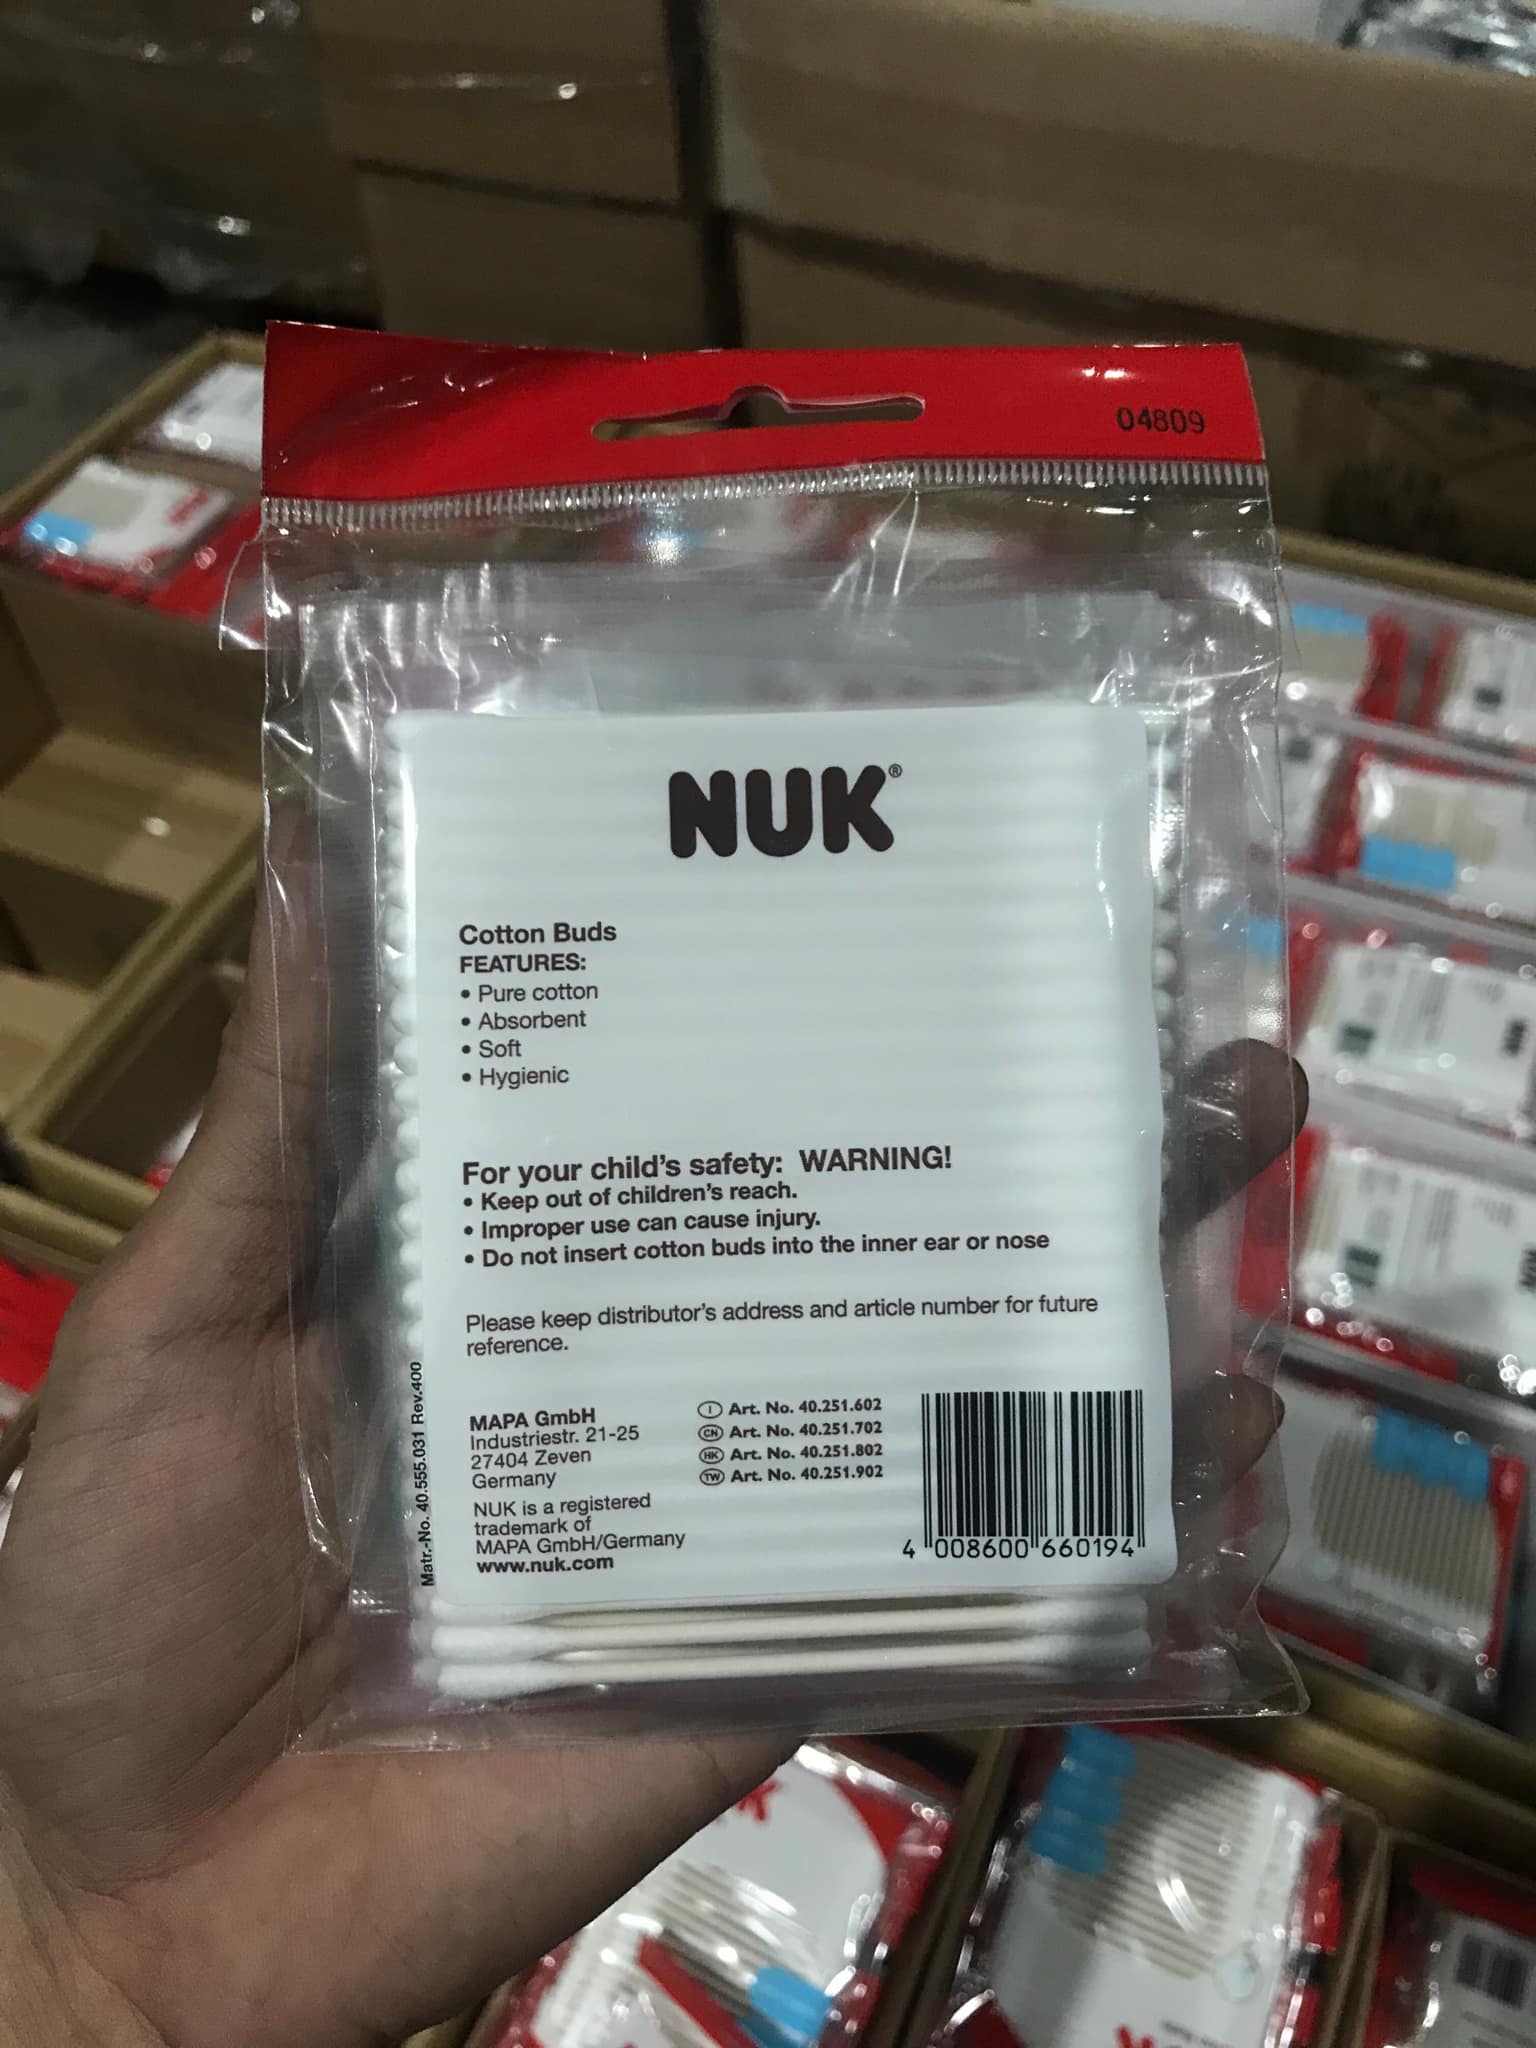 04809
NUK®
Cotton Buds
FEATURES:
• Pure cotton
• Absorbent
• Soft
• Hygienic
For your child's safety: WARNING!
• Keep out of children's reach.
• Improper use can cause injury.
• Do not insert cotton buds into the inner ear or nose
Please keep distributor's address and article number for future
reference.
Matr.-No. 40.555.031 Rev.400
MAPA GmbH
Industriestr. 21-25
27404 Zeven
Germany
NUK is a registered
trademark of
MAPA GmbH/Germany
www.nuk.com
I Art. No. 40.251.602
CN Art. No. 40.251.702
HK Art. No. 40.251.802
TW Art. No. 40.251.902
4 008600 660194
NUK